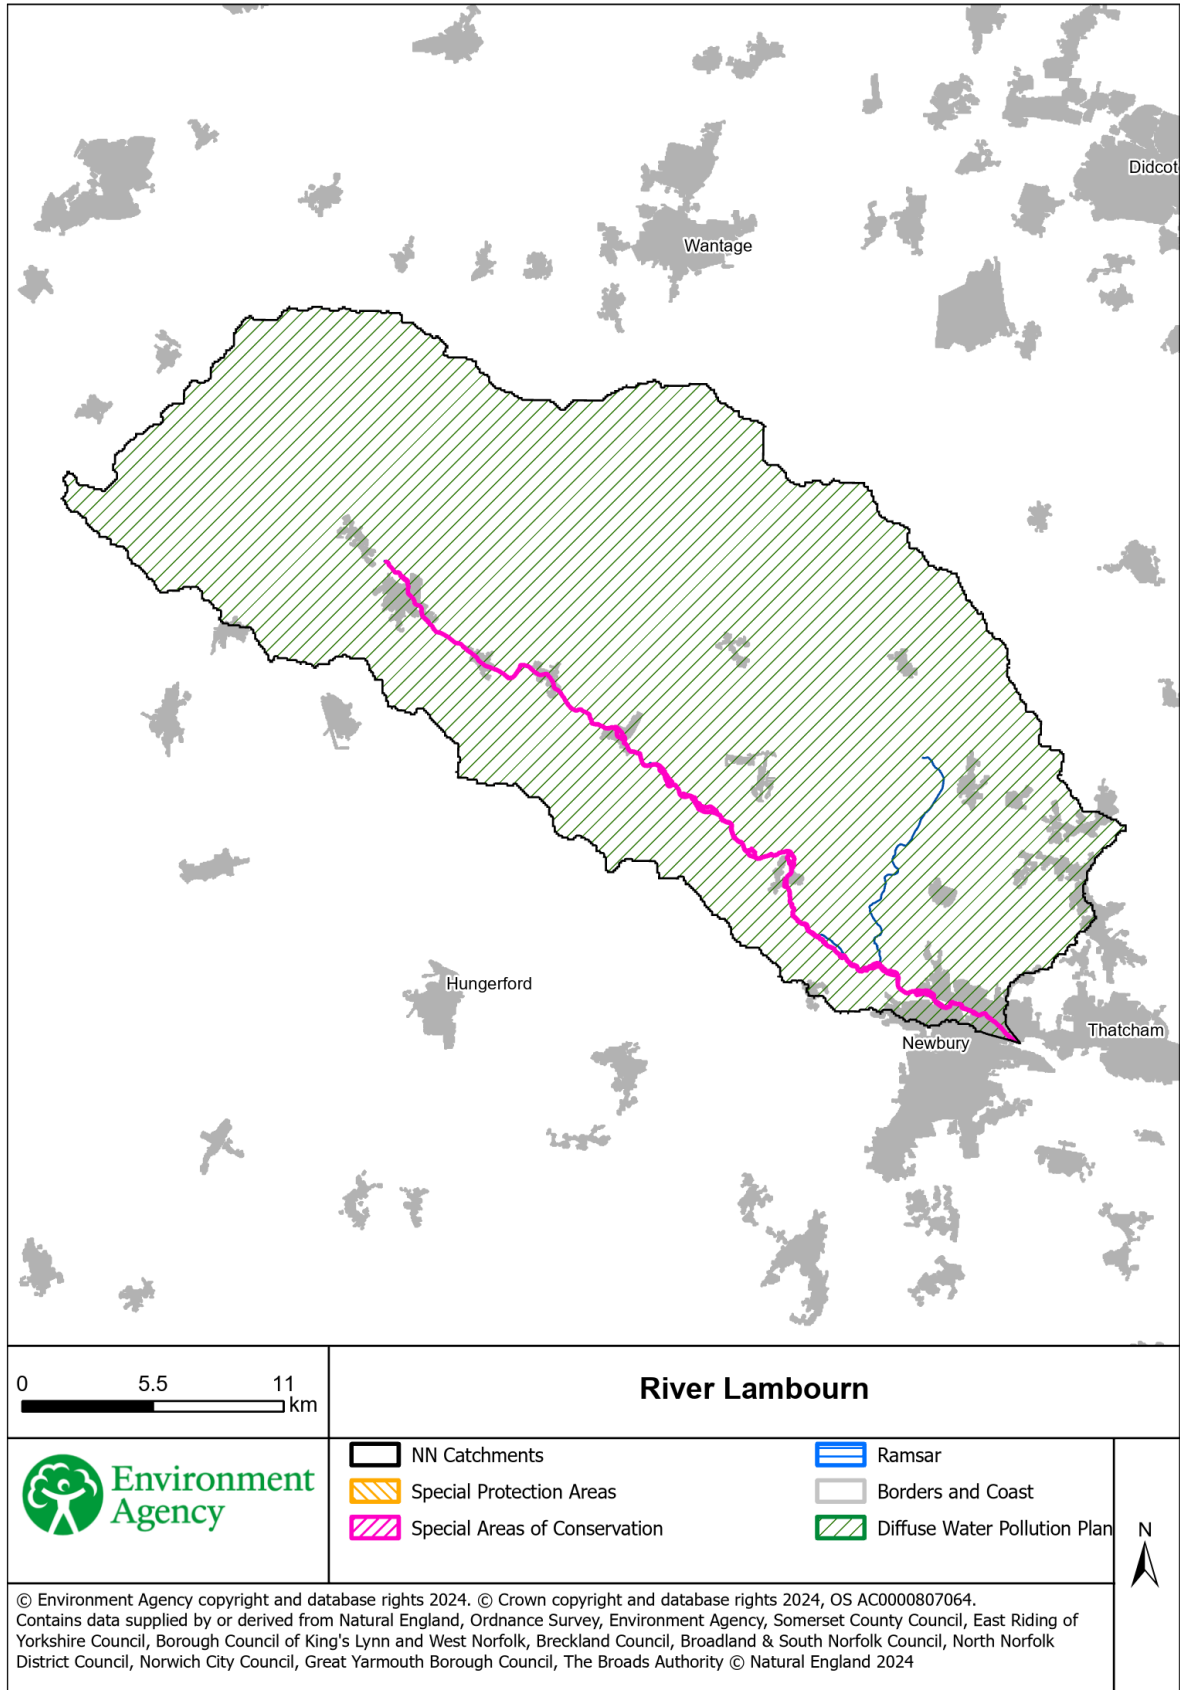 Didcot
Wantage
Hungerford
Thatcham
Newbury
0 5.5 11
km
River Lambourn
Environment
Agency
NN Catchments
Special Protection Areas
Special Areas of Conservation
Ramsar
Borders and Coast
Diffuse Water Pollution Plan
N
© Environment Agency copyright and database rights 2024. © Crown copyright and database rights 2024, OS AC0000807064.
Contains data supplied by or derived from Natural England, Ordnance Survey, Environment Agency, Somerset County Council, East Riding of
Yorkshire Council, Borough Council of King's Lynn and West Norfolk, Breckland Council, Broadland & South Norfolk Council, North Norfolk
District Council, Norwich City Council, Great Yarmouth Borough Council, The Broads Authority © Natural England 2024